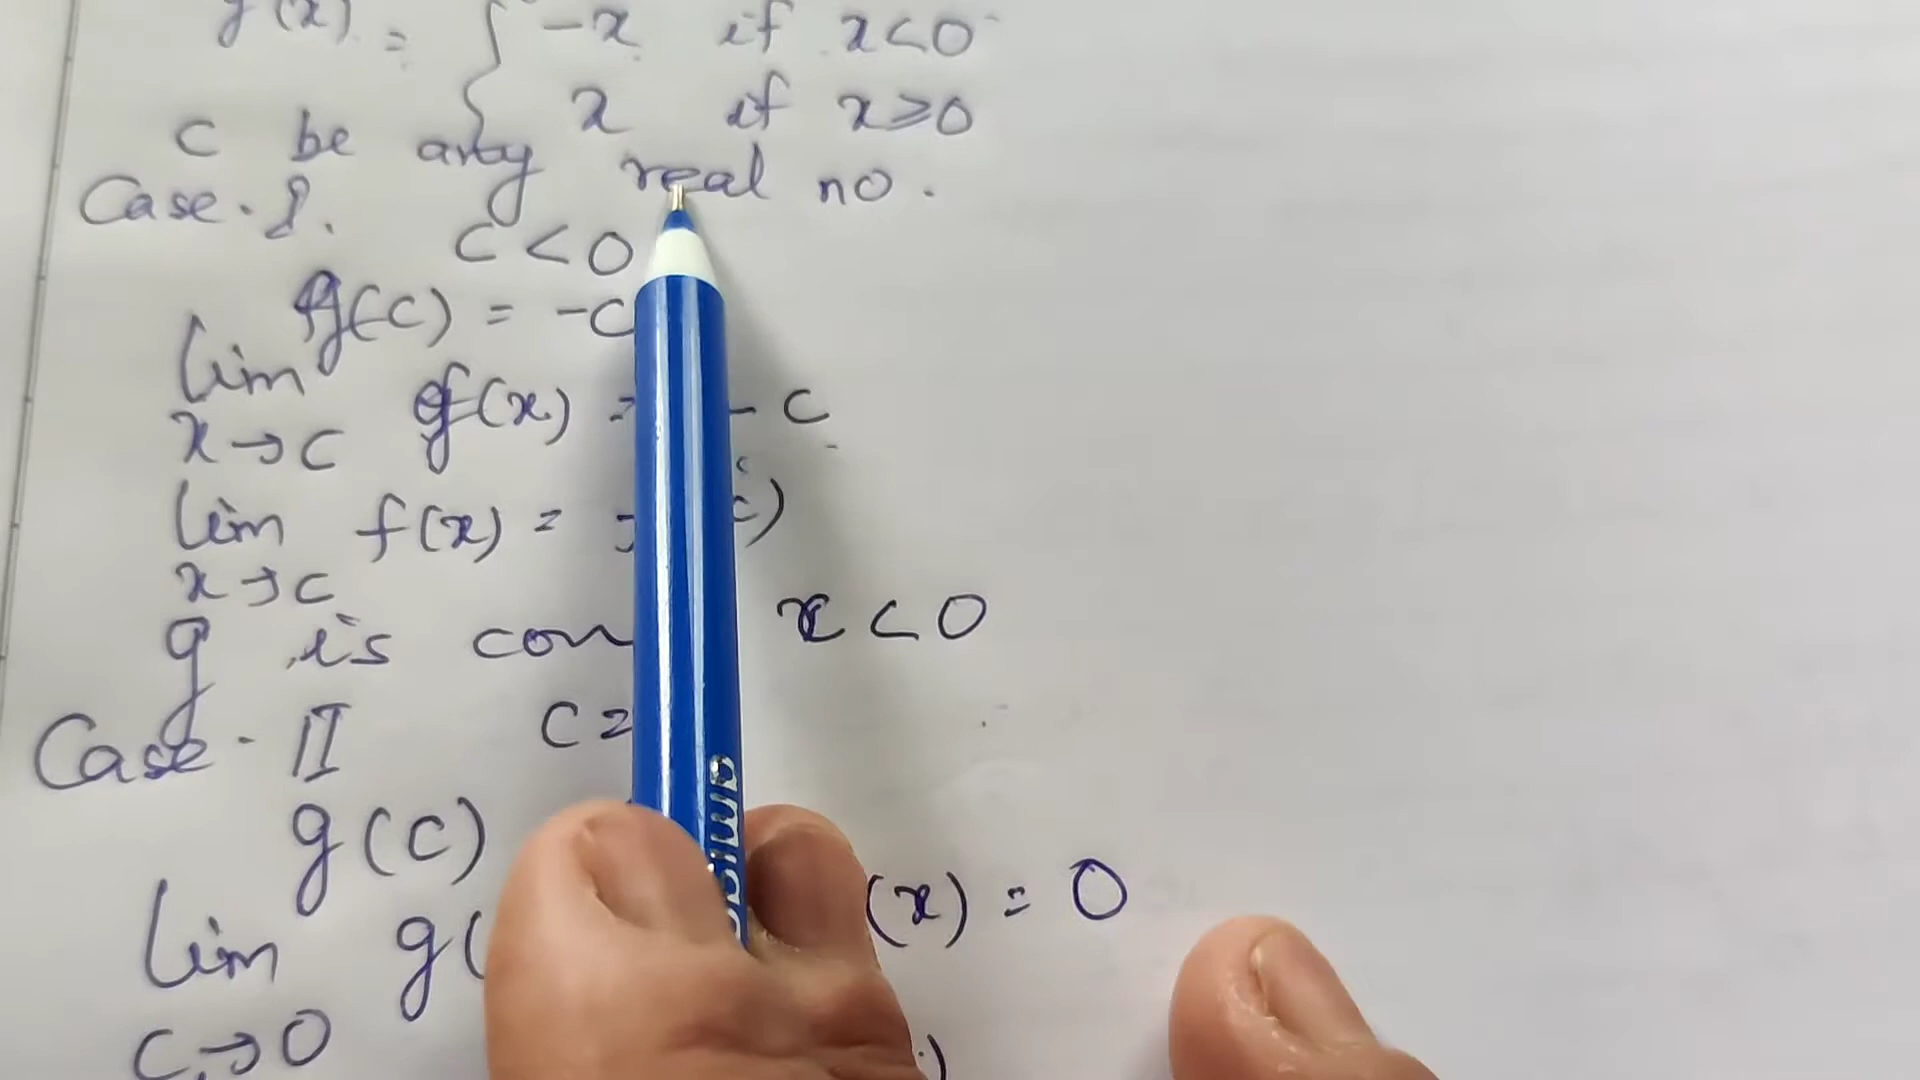 g(x) = { -x if x<0
x if x≥0
C be any real no.
Case. I.
C < 0
g(c) = -C
lim x→c g(x) = - C
lim x→c f(x) =
g is con x < 0
Case - II C =
g(c)
lim c→0 g( (x) = 0